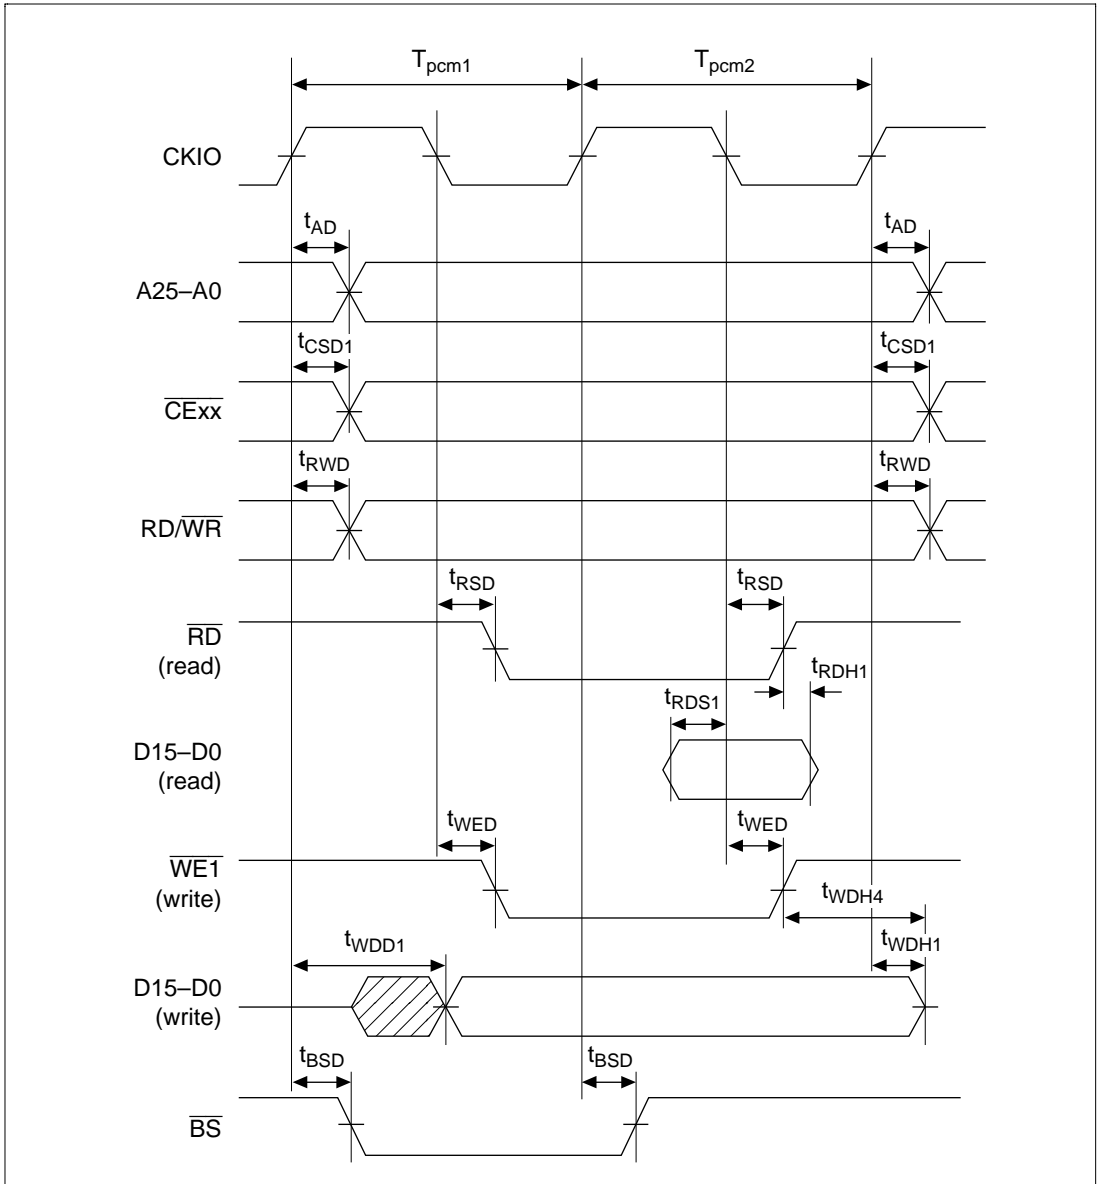 Tpcm1 Tpcm2
CKIO
tAD tAD
A25–A0
tCSD1 tCSD1
CExx
tRWD tRWD
RD/WR
tRSD tRSD
RD
(read)
tRDH1
tRDS1
D15–D0
(read)
tWED tWED
WE1
(write)
tWDH4
tWDD1 tWDH1
D15–D0
(write)
tBSD tBSD
BS